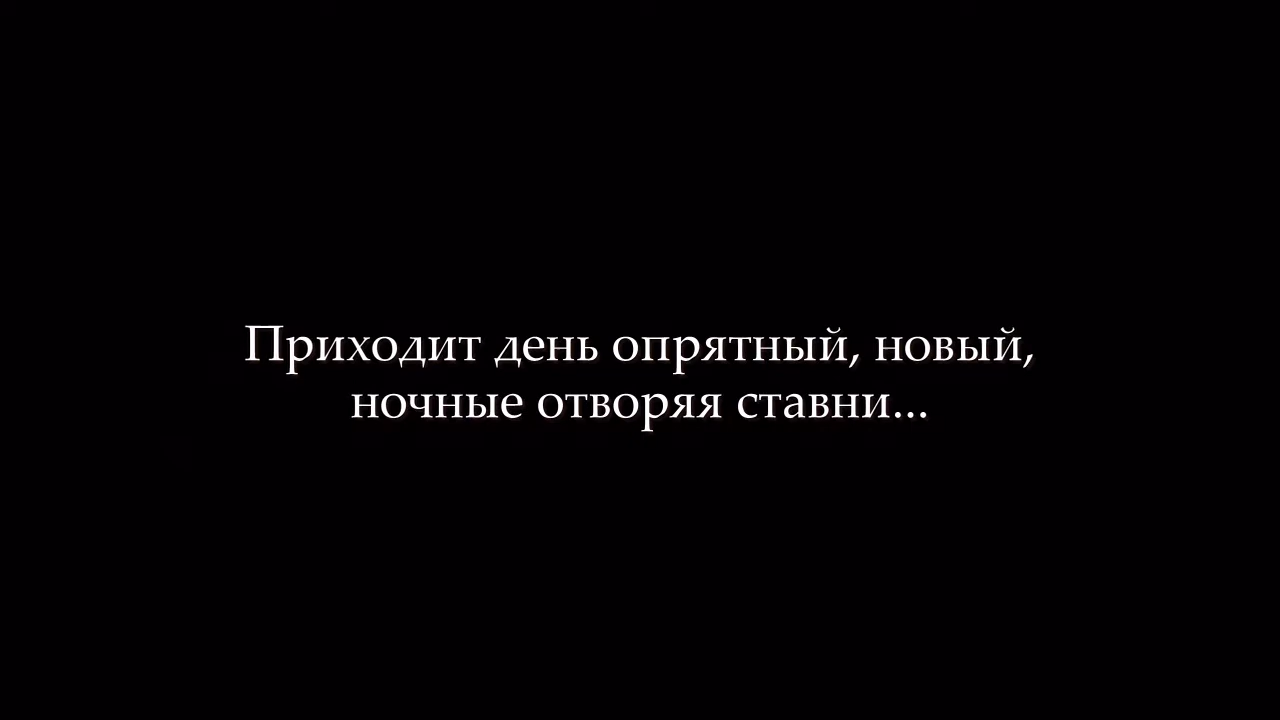 Приходит день опрятный, новый,
ночные отворяя ставни...